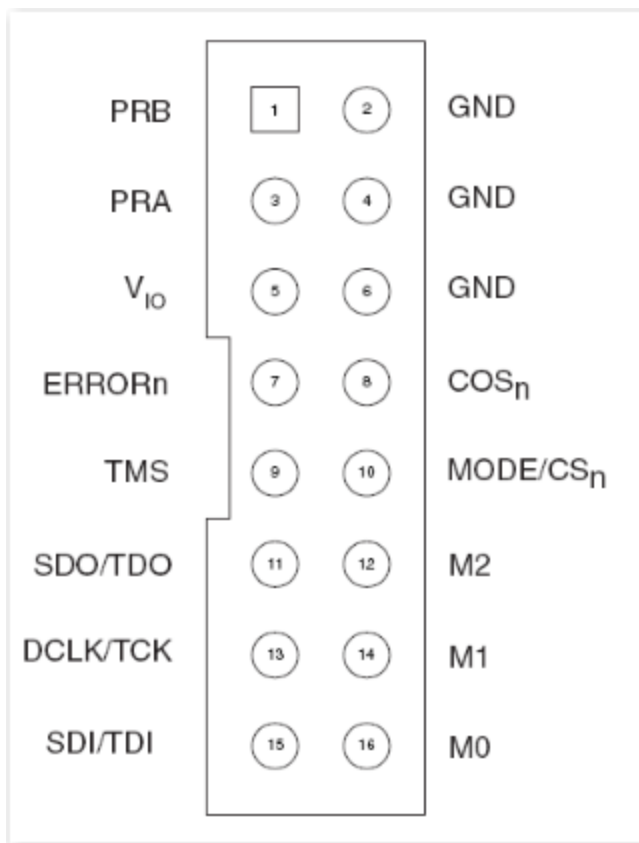 PRB 1 2 GND
PRA 3 4 GND
VIO 5 6 GND
ERRORn 7 8 COSn
TMS 9 10 MODE/CSn
SDO/TDO 11 12 M2
DCLK/TCK 13 14 M1
SDI/TDI 15 16 M0